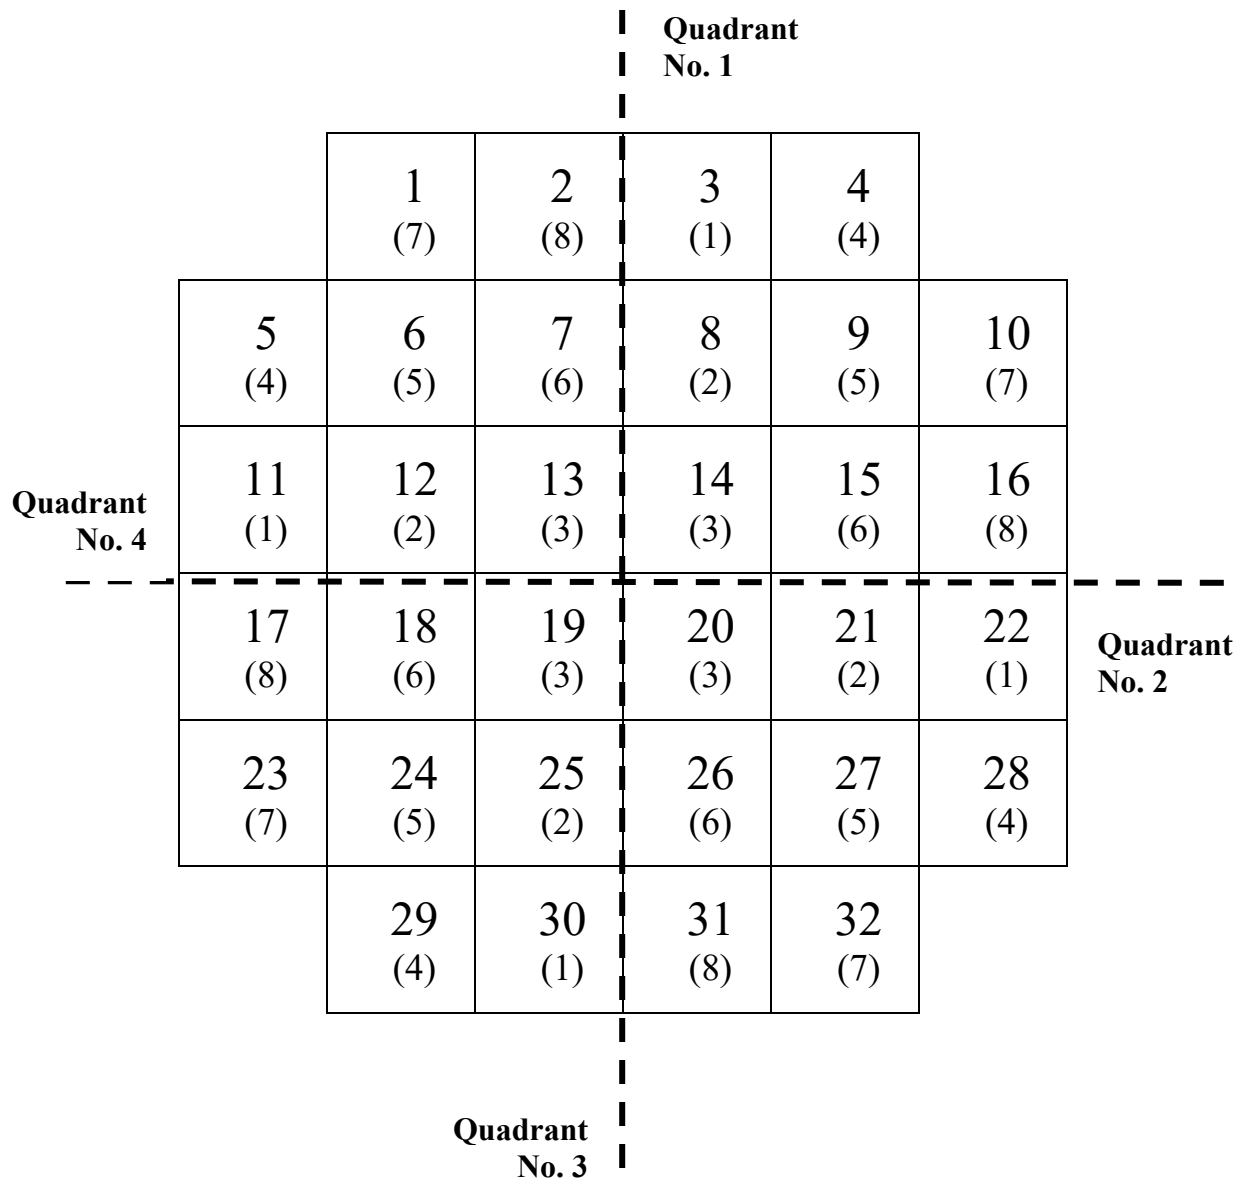 Quadrant
No. 1
1 2 3 4
(7) (8) (1) (4)
5 6 7 8 9 10
(4) (5) (6) (2) (5) (7)
11 12 13 14 15 16
(1) (2) (3) (3) (6) (8)
Quadrant
No. 4
17 18 19 20 21 22
(8) (6) (3) (3) (2) (1)
Quadrant
No. 2
23 24 25 26 27 28
(7) (5) (2) (6) (5) (4)
29 30 31 32
(4) (1) (8) (7)
Quadrant
No. 3